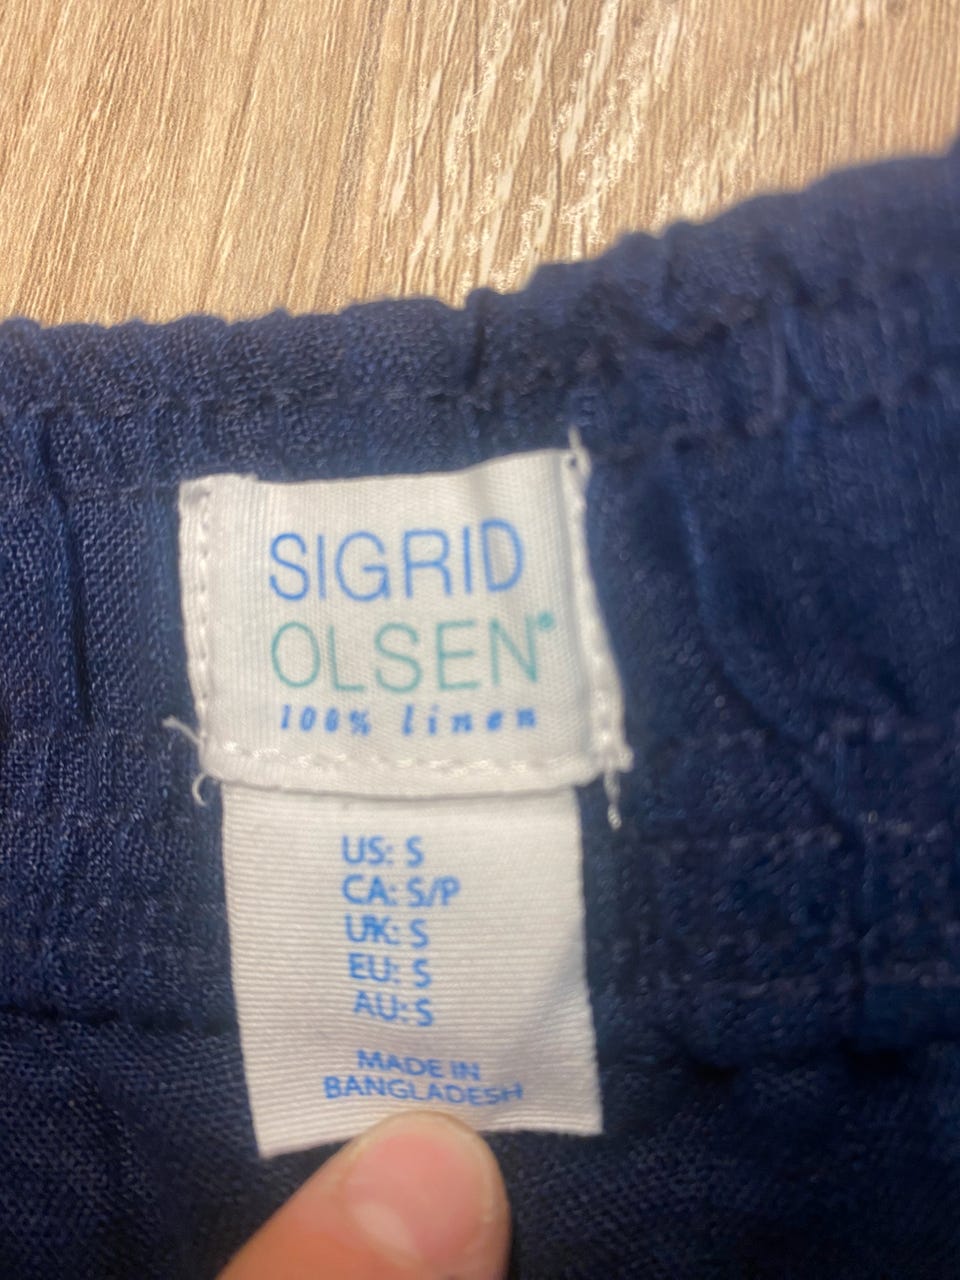 SIGRID
OLSEN®
100% linen
US: S
CA: S/P
UK: S
EU: S
AU: S
MADE IN
BANGLADESH